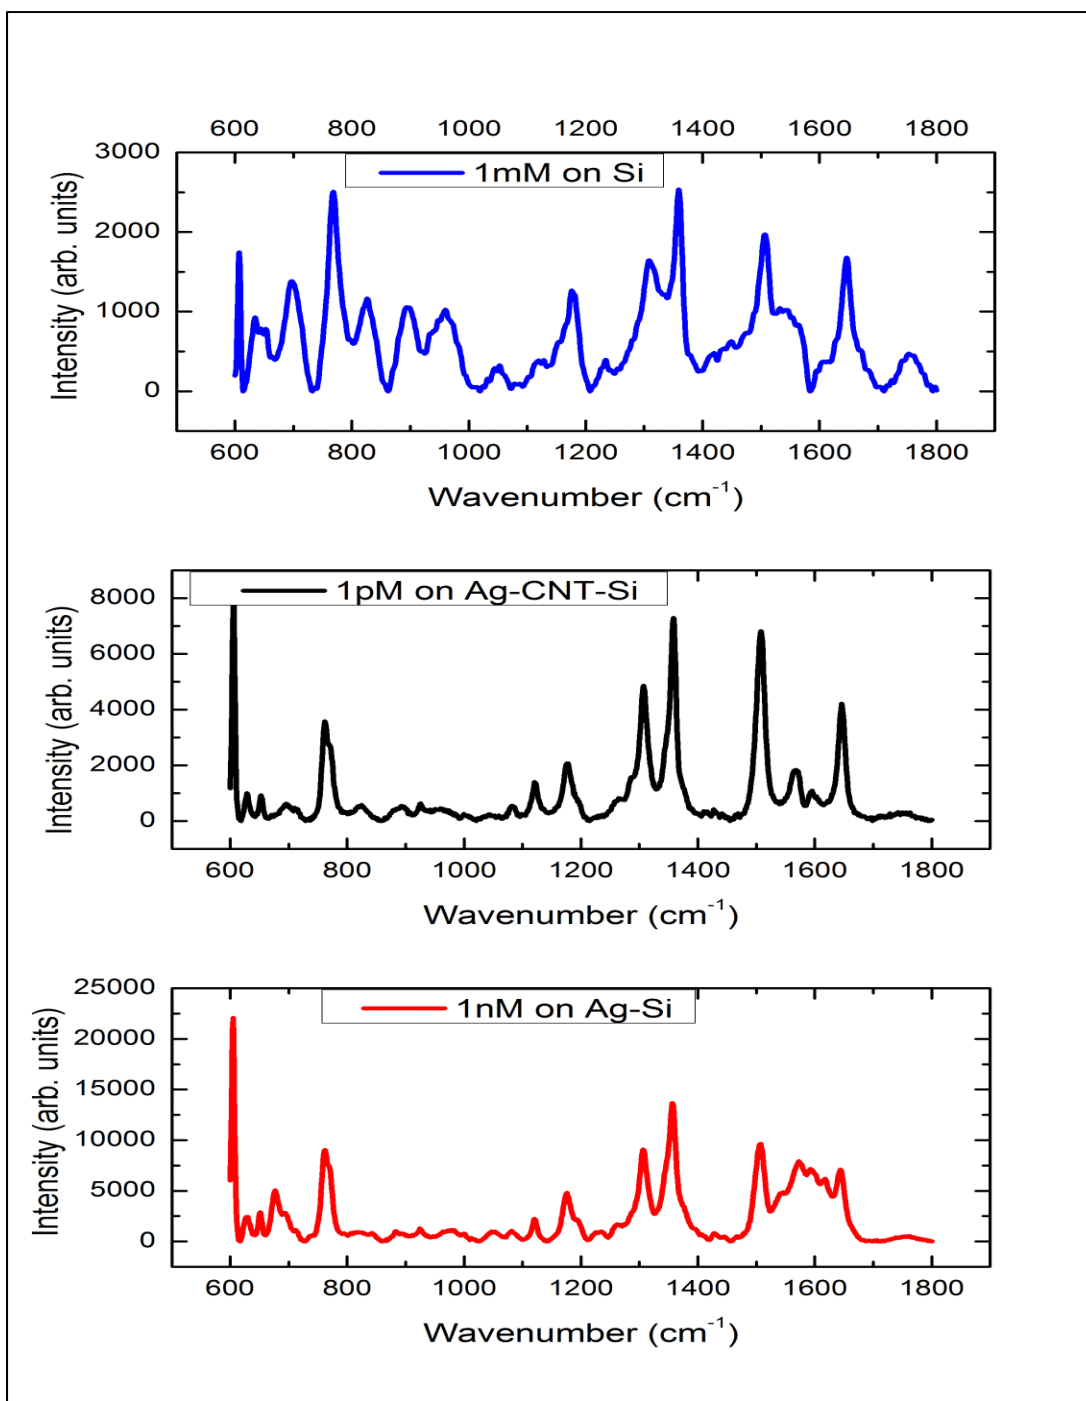 600 800 1000 1200 1400 1600 1800
3000
1mM on Si
2000
1000
0
Intensity (arb. units)
600 800 1000 1200 1400 1600 1800
Wavenumber (cm⁻¹)
1pM on Ag-CNT-Si
8000
6000
4000
2000
0
Intensity (arb. units)
600 800 1000 1200 1400 1600 1800
Wavenumber (cm⁻¹)
25000
1nM on Ag-Si
20000
15000
10000
5000
0
Intensity (arb. units)
600 800 1000 1200 1400 1600 1800
Wavenumber (cm⁻¹)